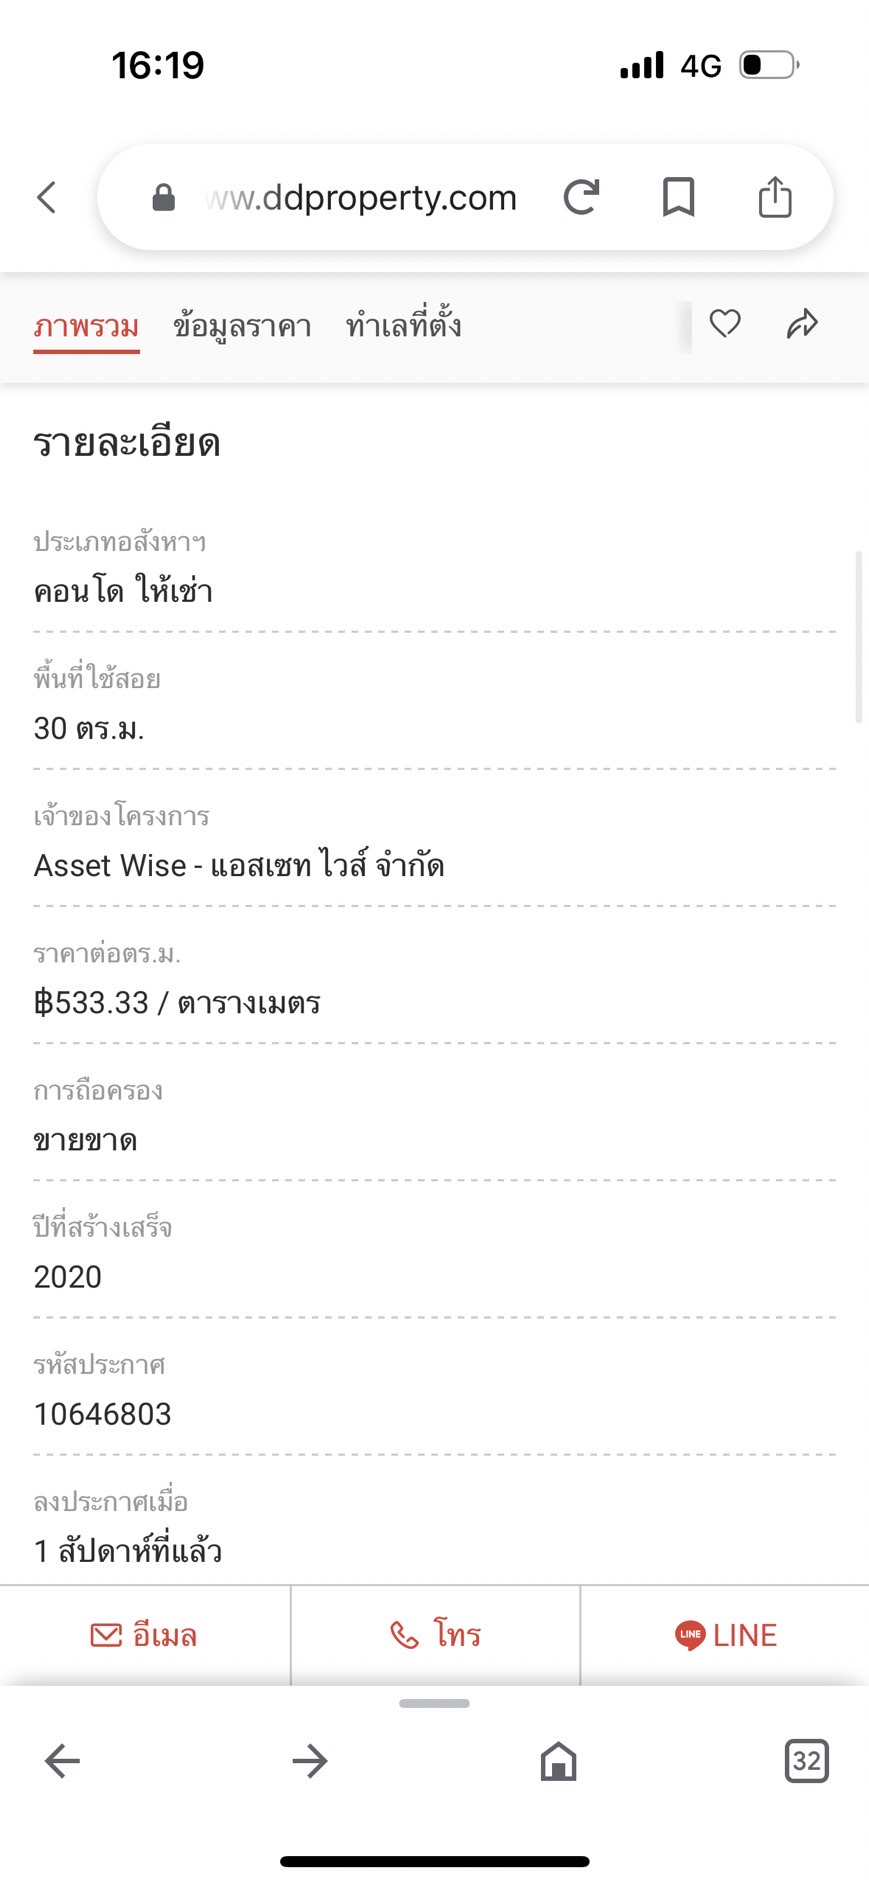 16:19
4G
ww.ddproperty.com
ภาพรวม ข้อมูลราคา ทำเลที่ตั้ง
รายละเอียด
ประเภทอสังหาฯ
คอนโด ให้เช่า
พื้นที่ใช้สอย
30 ตร.ม.
เจ้าของโครงการ
Asset Wise - แอสเซท ไวส์ จำกัด
ราคาต่อตร.ม.
฿533.33 / ตารางเมตร
การถือครอง
ขายขาด
ปีที่สร้างเสร็จ
2020
รหัสประกาศ
10646803
ลงประกาศเมื่อ
1 สัปดาห์ที่แล้ว
อีเมล
โทร
LINE LINE
32